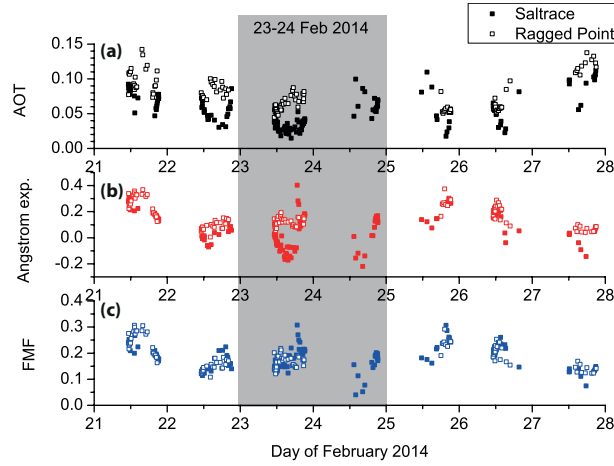 23-24 Feb 2014
Saltrace
Ragged Point
(a)
AOT
0.15
0.10
0.05
0.00
21 22 23 24 25 26 27 28
(b)
Angstrom exp.
0.4
0.2
0.0
-0.2
21 22 23 24 25 26 27 28
(c)
FMF
0.4
0.3
0.2
0.1
0.0
21 22 23 24 25 26 27 28
Day of February 2014